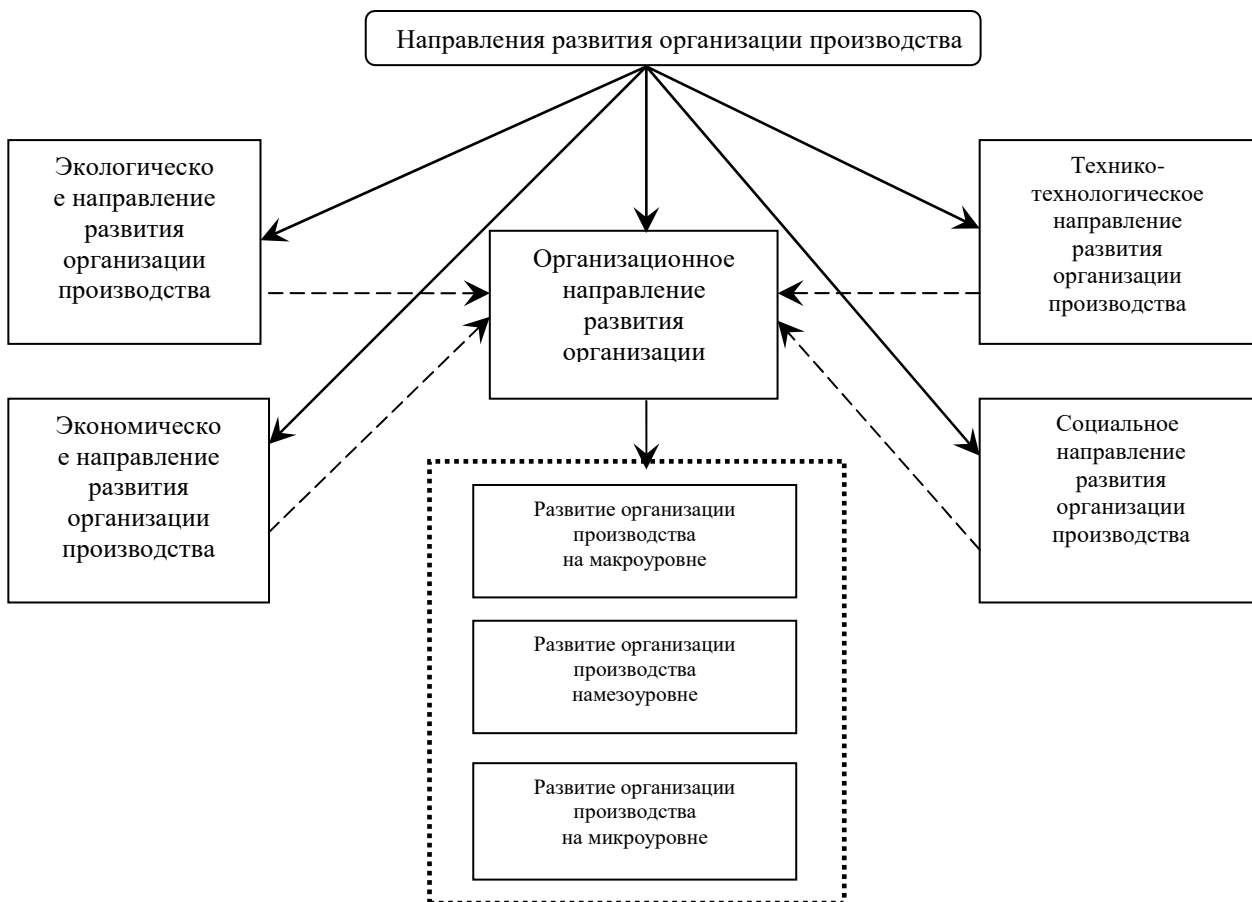 Направления развития организации производства
Экологическо
е направление
развития
организации
производства
Технико-
технологическое
направление
развития
организации
производства
Организационное
направление
развития
организации
Экономическо
е направление
развития
организации
производства
Социальное
направление
развития
организации
производства
Развитие организации
производства
на макроуровне
Развитие организации
производства
намезоуровне
Развитие организации
производства
на микроуровне